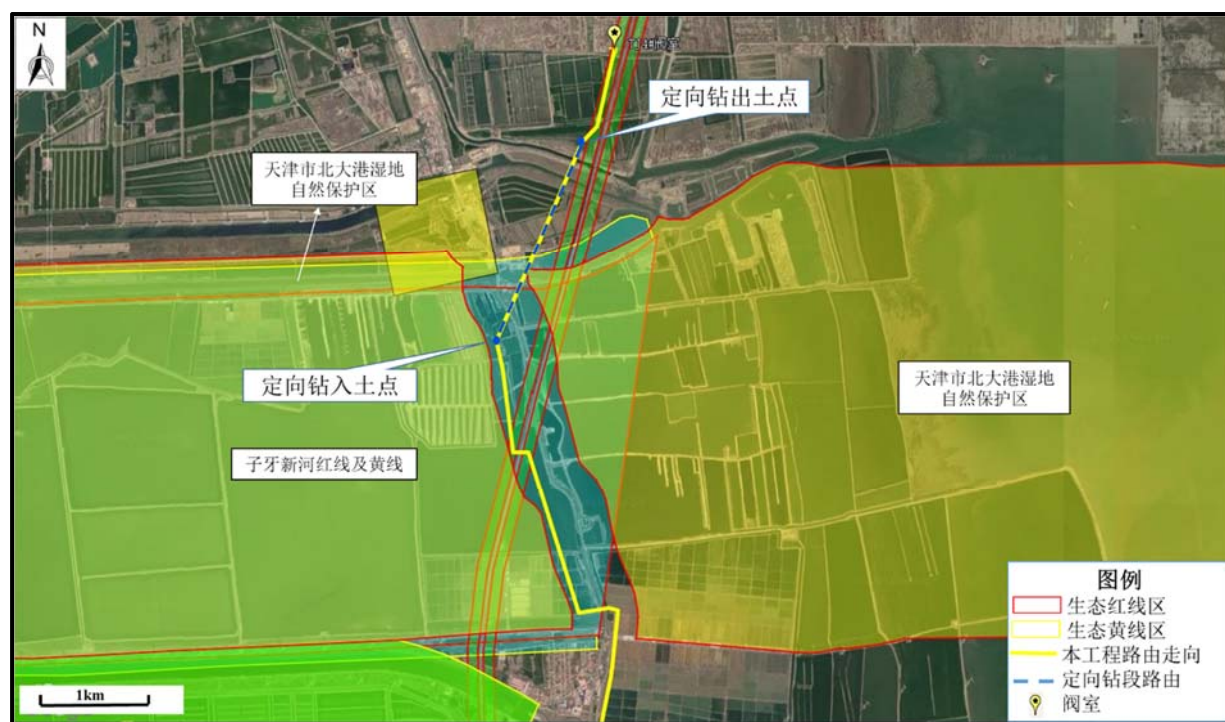 N
阀室
定向钻出土点
天津市北大港湿地
自然保护区
定向钻入土点
天津市北大港湿地
自然保护区
子牙新河红线及黄线
图例
生态红线区
生态黄线区
本工程路由走向
定向钻段路由
阀室
1km